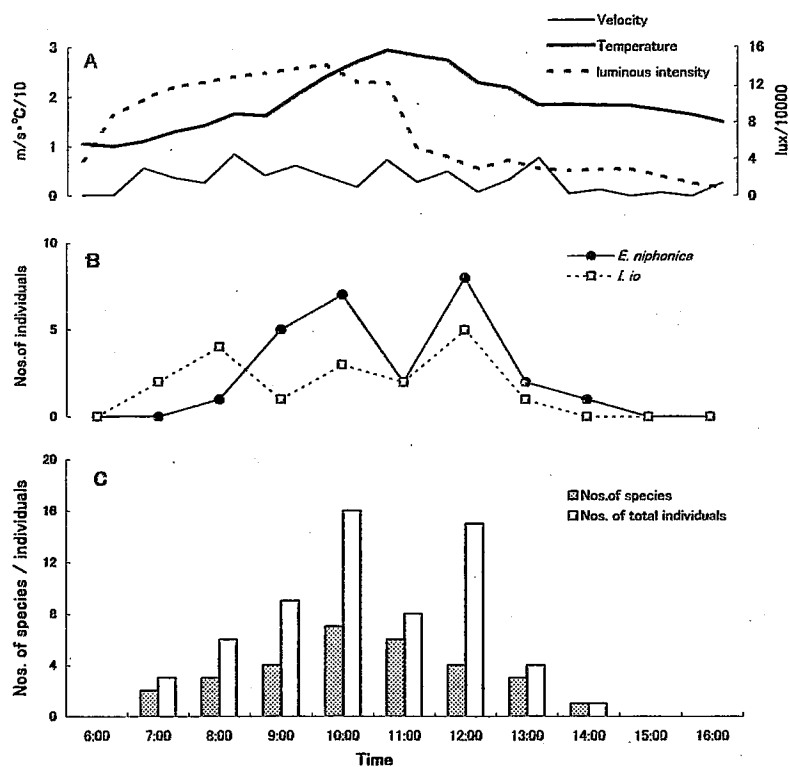 Velocity
Temperature
luminous intensity
A
m/s•°C/10
3
2
1
0
lux/10000
16
12
8
4
0
B
E. niphonica
I. io
Nos.of individuals
10
5
0
C
Nos.of species
Nos. of total individuals
Nos. of species / individuals
20
16
12
8
4
0
6:00 7:00 8:00 9:00 10:00 11:00 12:00 13:00 14:00 15:00 16:00
Time